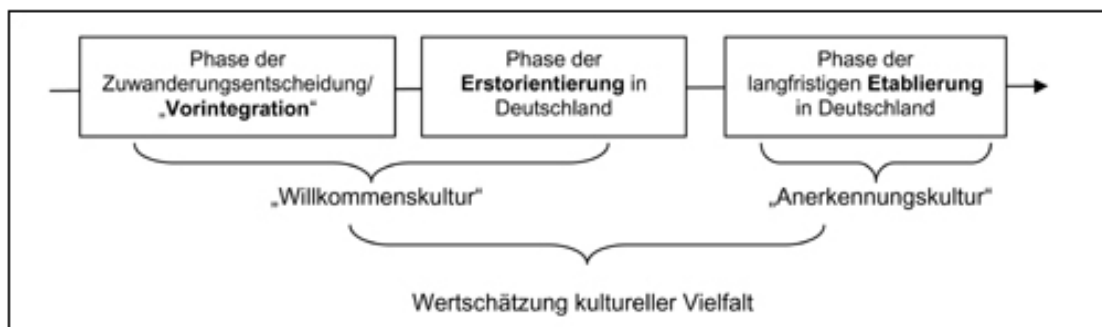 Phase der
Zuwanderungsentscheidung/
„Vorintegration“
Phase der
Erstorientierung in
Deutschland
Phase der
langfristigen Etablierung
in Deutschland
„Willkommenskultur“
„Anerkennungskultur“
Wertschätzung kultureller Vielfalt